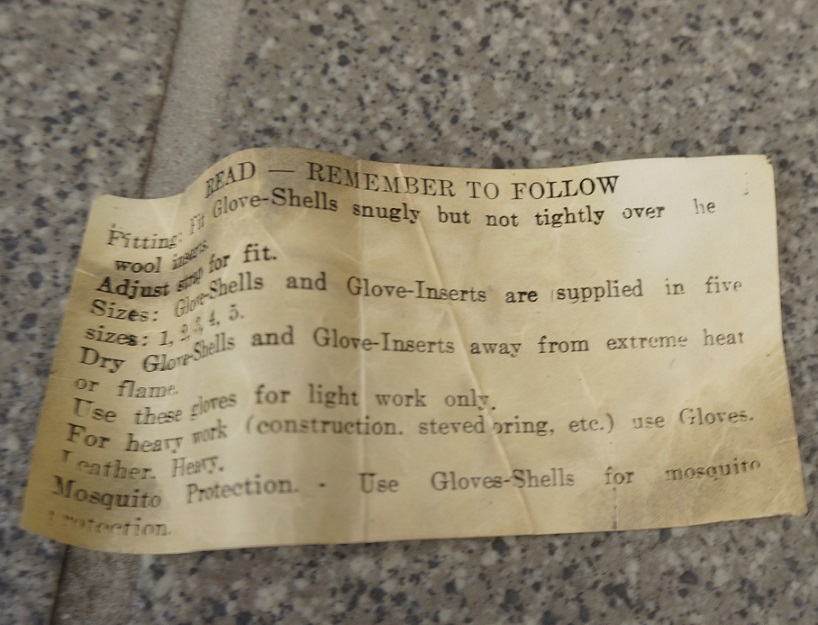 READ — REMEMBER TO FOLLOW
Fitting: Fit Glove-Shells snugly but not tightly over he
wool inserts.
Adjust strap for fit.
Sizes: Glove-Shells and Glove-Inserts are supplied in five
sizes: 1, 2, 3, 4, 5.
Dry Glove-Shells and Glove-Inserts away from extreme heat
or flame.
Use these gloves for light work only.
For heavy work (construction. stevedoring, etc.) use Gloves.
Leather. Heavy.
Mosquito Protection. - Use Gloves-Shells for mosquito
Protection.